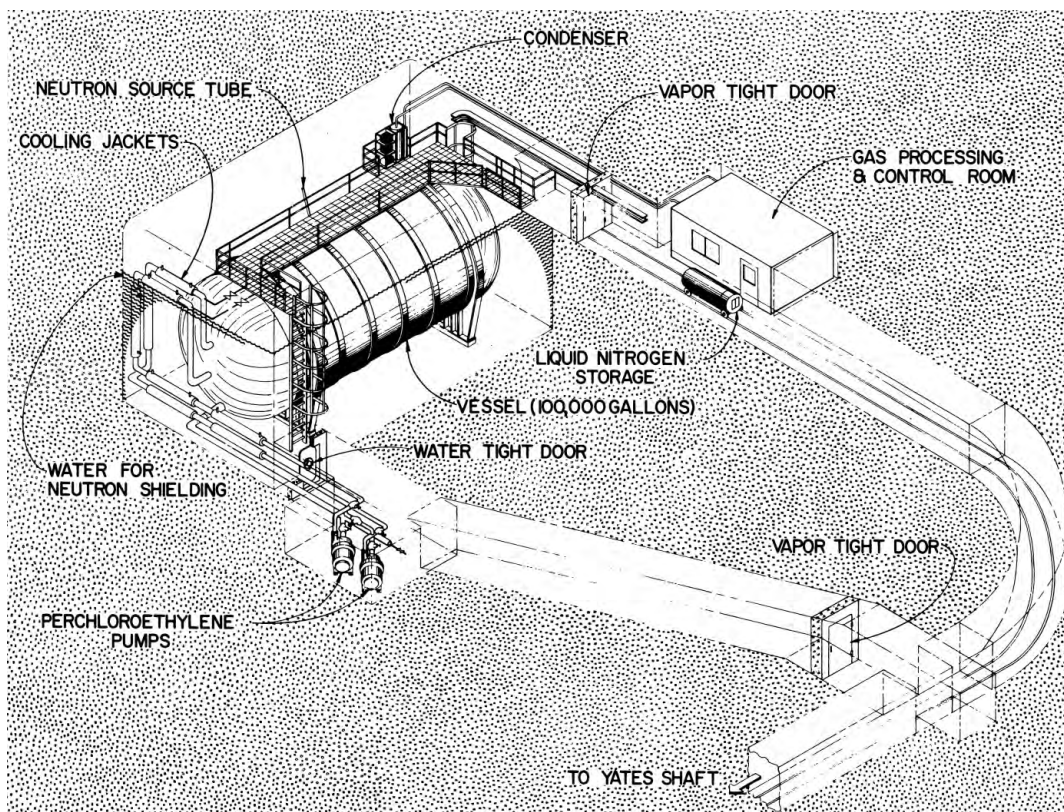 CONDENSER
NEUTRON SOURCE TUBE
VAPOR TIGHT DOOR
COOLING JACKETS
GAS PROCESSING
& CONTROL ROOM
LIQUID NITROGEN
STORAGE
VESSEL (100,000 GALLONS)
WATER TIGHT DOOR
WATER FOR
NEUTRON SHIELDING
VAPOR TIGHT DOOR
PERCHLOROETHYLENE
PUMPS
TO YATES SHAFT